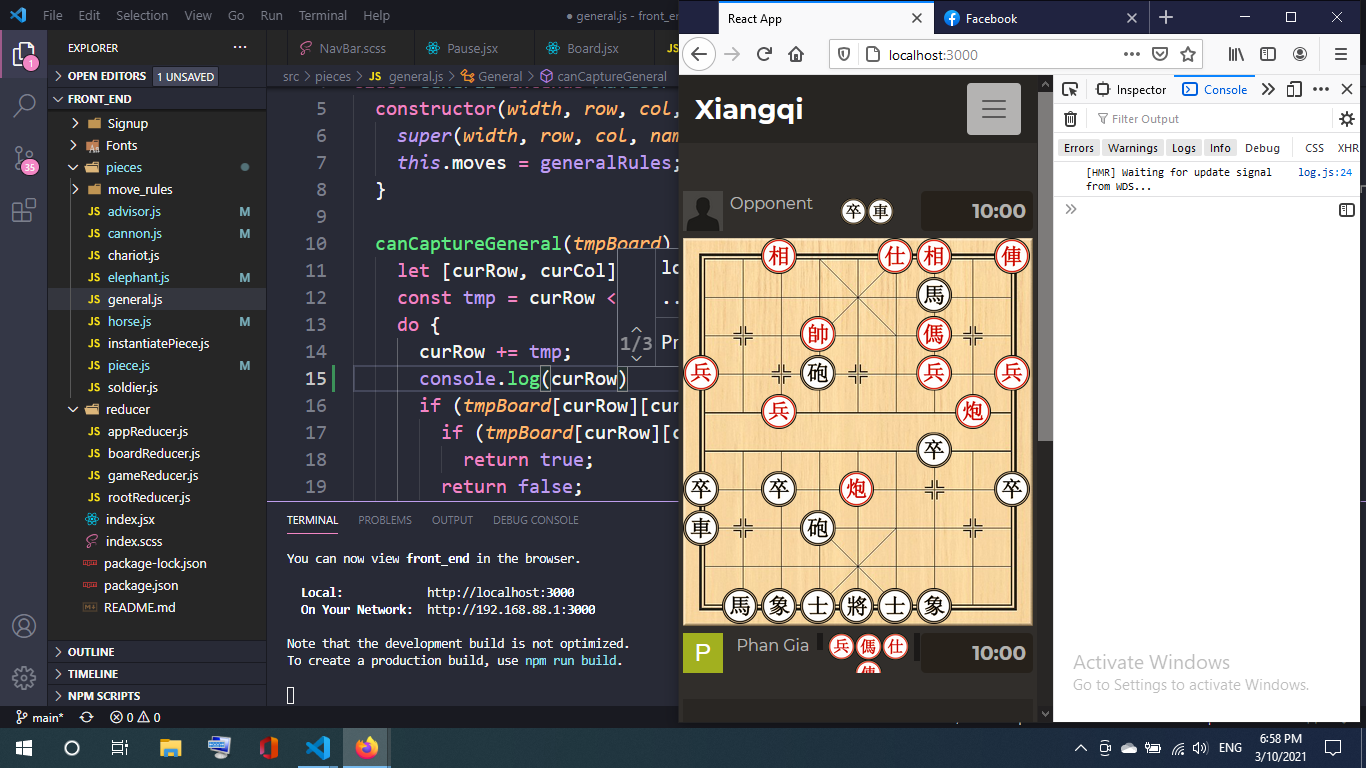 File Edit Selection View Go Run Terminal Help
● general.js - front_en
EXPLORER
OPEN EDITORS 1 UNSAVED
FRONT_END
Signup
Fonts
pieces
move_rules
JS advisor.js M
JS cannon.js M
JS chariot.js
JS elephant.js M
JS general.js
JS horse.js M
JS instantiatePiece.js
JS piece.js M
JS soldier.js
reducer
JS appReducer.js
JS boardReducer.js
JS gameReducer.js
JS rootReducer.js
index.jsx
index.scss
package-lock.json
package.json
README.md
OUTLINE
TIMELINE
NPM SCRIPTS
1
35
NavBar.scss Pause.jsx Board.jsx JS
src > pieces > JS general.js > General > canCaptureGeneral
5 constructor(width, row, col,
6 super(width, row, col, nam
7 this.moves = generalRules;
8 }
9
10 canCaptureGeneral(tmpBoard)
11 let [curRow, curCol]
12 const tmp = curRow <
13 do {
14 curRow += tmp;
15 console.log(curRow)
16 if (tmpBoard[curRow][cur
17 if (tmpBoard[curRow][c
18 return true;
19 return false;
1/3
TERMINAL PROBLEMS OUTPUT DEBUG CONSOLE
You can now view front_end in the browser.
Local: http://localhost:3000
On Your Network: http://192.168.88.1:3000
Note that the development build is not optimized.
To create a production build, use npm run build.
main* 0 0
React App
Facebook
localhost:3000
Xiangqi
Opponent 卒 車 10:00
相 仕 相 俥
馬
帥 傌
兵 砲 兵 兵
兵 炮
卒
卒 卒 炮 卒
車 砲
馬 象 士 將 士 象
P Phan Gia 兵 傌 仕 10:00
俥
Inspector Console
Filter Output
Errors Warnings Logs Info Debug CSS XHR
[HMR] Waiting for update signal log.js:24
from WDS...
Activate Windows
Go to Settings to activate Windows.
ENG
6:58 PM
3/10/2021